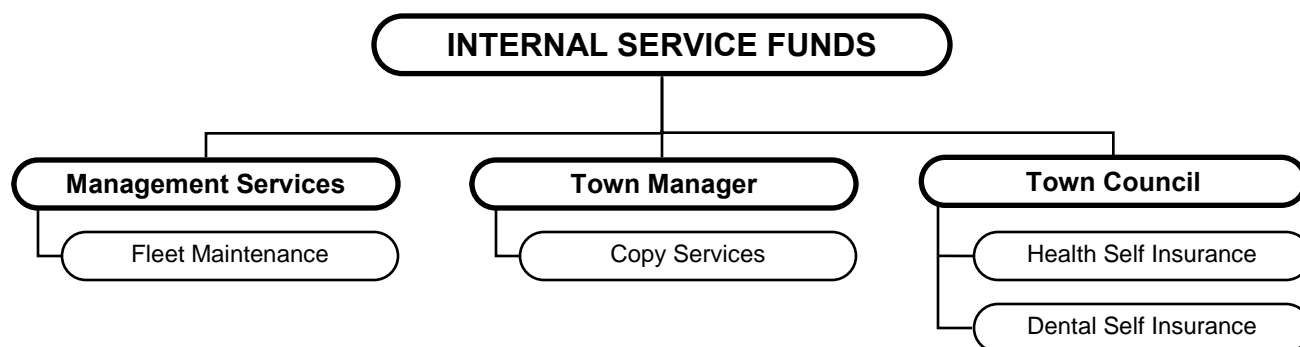 INTERNAL SERVICE FUNDS
Management Services
Fleet Maintenance
Town Manager
Copy Services
Town Council
Health Self Insurance
Dental Self Insurance